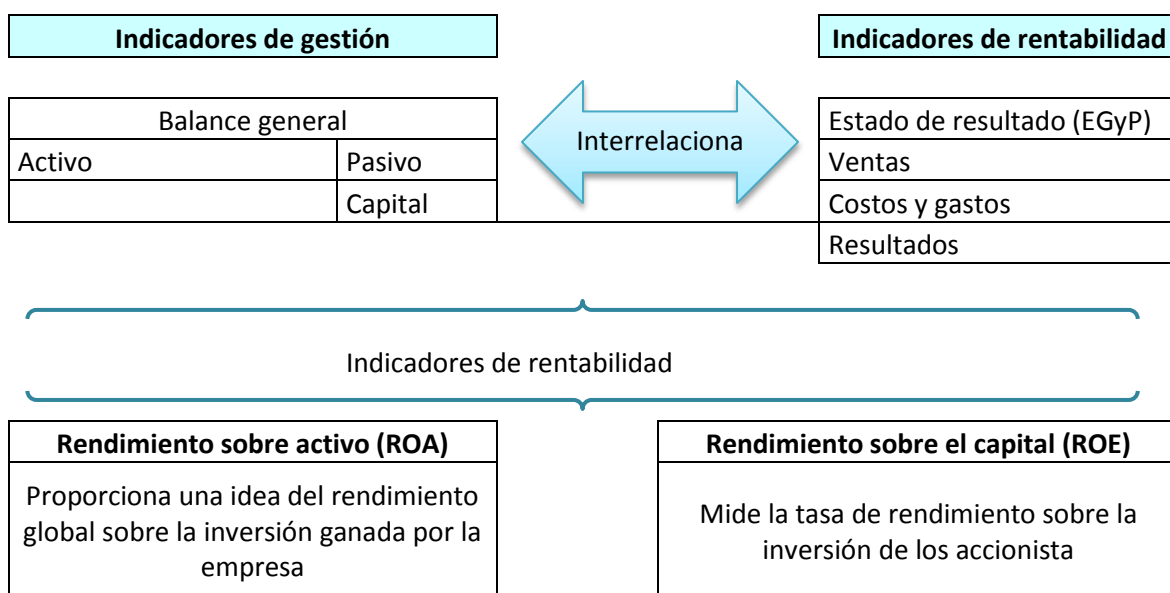 Indicadores de gestión
Indicadores de rentabilidad
Balance general
Activo
Pasivo
Capital
Interrelaciona
Estado de resultado (EGyP)
Ventas
Costos y gastos
Resultados
Indicadores de rentabilidad
Rendimiento sobre activo (ROA)
Proporciona una idea del rendimiento
global sobre la inversión ganada por la
empresa
Rendimiento sobre el capital (ROE)
Mide la tasa de rendimiento sobre la
inversión de los accionista